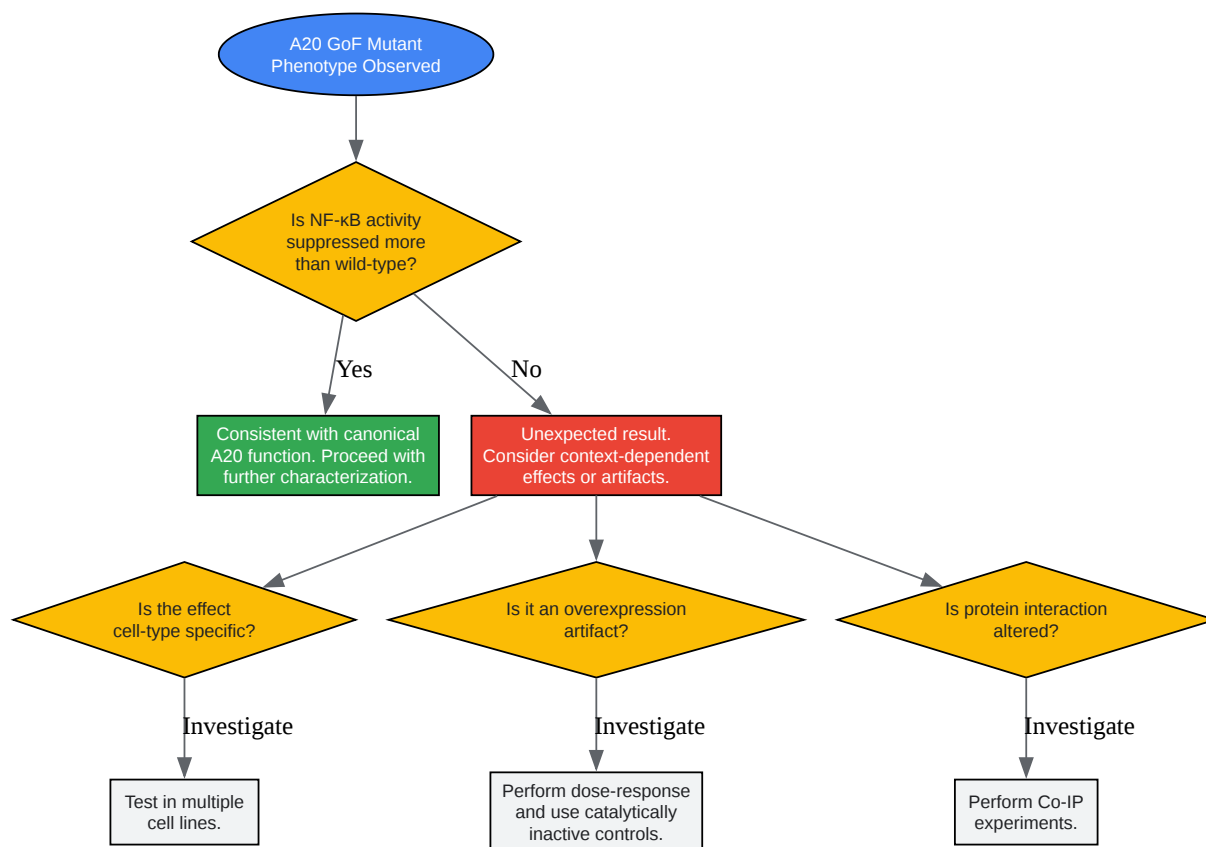 A20 GoF Mutant
Phenotype Observed
Is NF-κB activity
suppressed more
than wild-type?
Yes
No
Consistent with canonical
A20 function. Proceed with
further characterization.
Unexpected result.
Consider context-dependent
effects or artifacts.
Is the effect
cell-type specific?
Is it an overexpression
artifact?
Is protein interaction
altered?
Investigate
Investigate
Investigate
Test in multiple
cell lines.
Perform dose-response
and use catalytically
inactive controls.
Perform Co-IP
experiments.